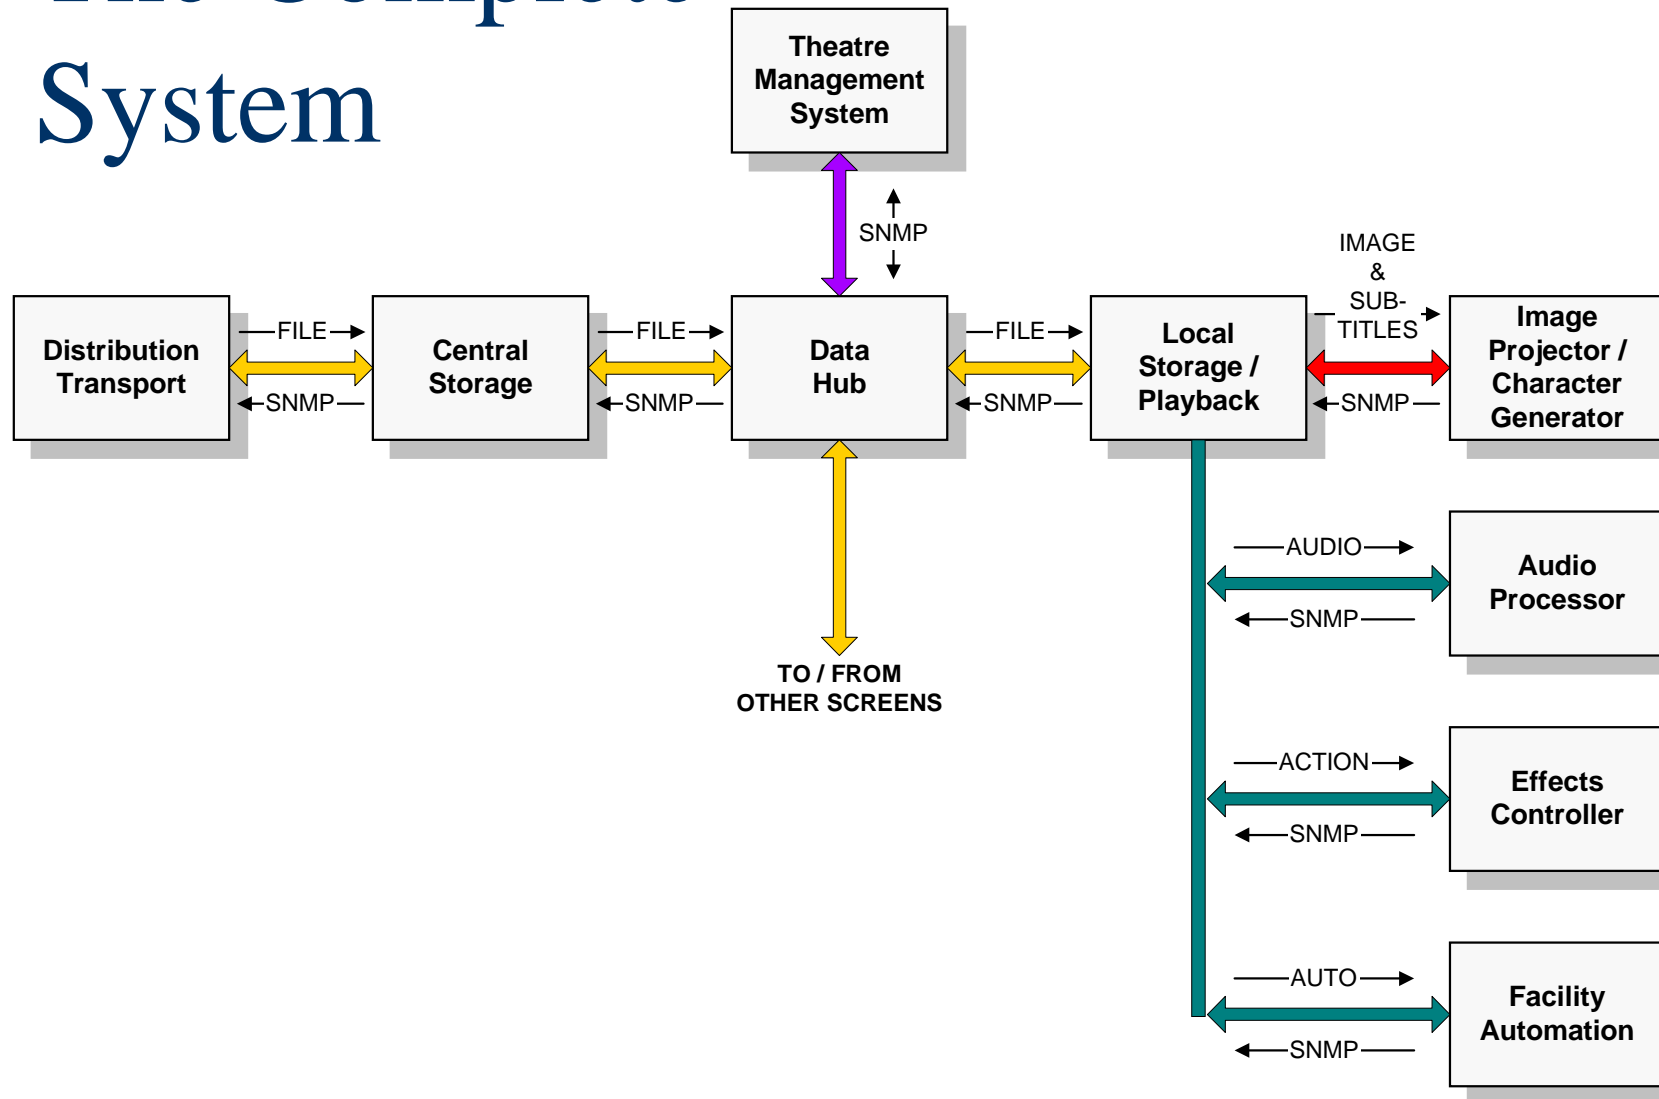 The Complete
System
Theatre
Management
System
SNMP
IMAGE
&
SUB-
TITLES
Distribution
Transport
FILE
SNMP
Central
Storage
FILE
SNMP
Data
Hub
FILE
SNMP
Local
Storage /
Playback
SNMP
Image
Projector /
Character
Generator
TO / FROM
OTHER SCREENS
AUDIO
SNMP
Audio
Processor
ACTION
SNMP
Effects
Controller
AUTO
SNMP
Facility
Automation